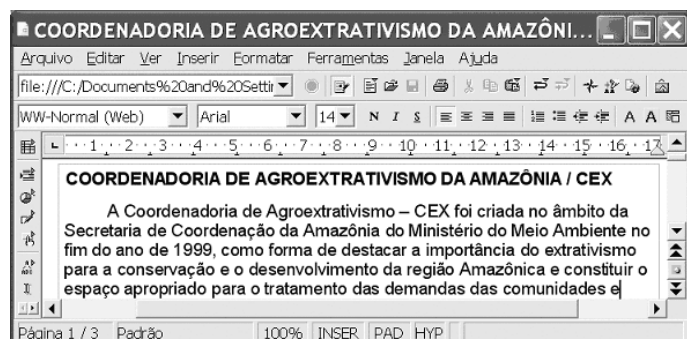 COORDENADORIA DE AGROEXTRATIVISMO DA AMAZÔNI...
Arquivo Editar Ver Inserir Formatar Ferramentas Janela Ajuda
file:///C:/Documents%20and%20Settir
WW-Normal (Web) Arial 14 N I S A A
1 2 3 4 5 6 7 8 9 10 11 12 13 14 15 16 17
COORDENADORIA DE AGROEXTRATIVISMO DA AMAZÔNIA / CEX
A Coordenadoria de Agroextrativismo – CEX foi criada no âmbito da
Secretaria de Coordenação da Amazônia do Ministério do Meio Ambiente no
fim do ano de 1999, como forma de destacar a importância do extrativismo
para a conservação e o desenvolvimento da região Amazônica e constituir o
espaço apropriado para o tratamento das demandas das comunidades e
Página 1 / 3 Padrão 100% INSER PAD HYP